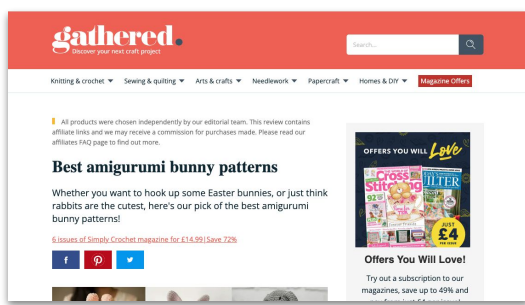 gathered.
Discover your next craft project
Search...
Knitting & crochet Sewing & quilting Arts & crafts Needlework Papercraft Homes & DIY Magazine Offers
All products were chosen independently by our editorial team. This review contains
affiliate links and we may receive a commission for purchases made. Please read our
affiliates FAQ page to find out more.
Best amigurumi bunny patterns
Whether you want to hook up some Easter bunnies, or just think
rabbits are the cutest, here's our pick of the best amigurumi
bunny patterns!
6 issues of Simply Crochet magazine for £14.99| Save 72%
OFFERS YOU WILL Love
Cross
Stitching
92
JUST
£4
Offers You Will Love!
Try out a subscription to our
magazines, save up to 49% and